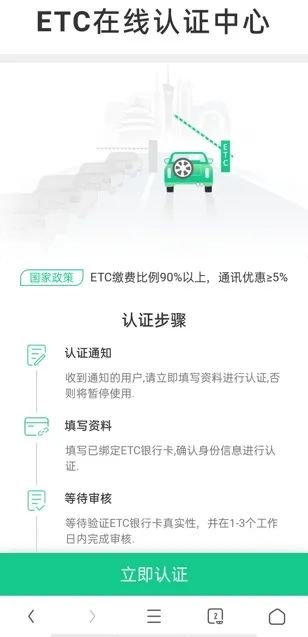 ETC在线认证中心
ETC
国家政策 ETC缴费比例90%以上，通讯优惠≥5%
认证步骤
认证通知
收到通知的用户,请立即填写资料进行认证,否
则将暂停使用.
填写资料
填写已绑定ETC银行卡,确认身份信息进行认
证.
等待审核
等待验证ETC银行卡真实性，并在1-3个工作
日内完成审核.
立即认证
2